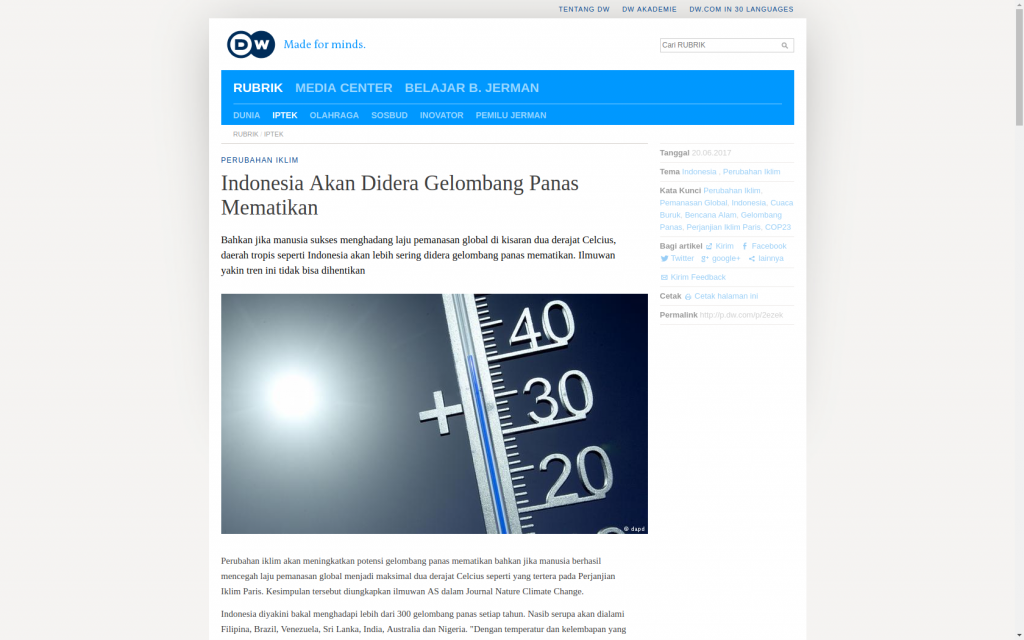 TENTANG DW DW AKADEMIE DW.COM IN 30 LANGUAGES
DW Made for minds.
Cari RUBRIK
RUBRIK MEDIA CENTER BELAJAR B. JERMAN
DUNIA IPTEK OLAHRAGA SOSBUD INOVATOR PEMILU JERMAN
RUBRIK / IPTEK
PERUBAHAN IKLIM
Indonesia Akan Didera Gelombang Panas
Mematikan
Bahkan jika manusia sukses menghadang laju pemanasan global di kisaran dua derajat Celcius,
daerah tropis seperti Indonesia akan lebih sering didera gelombang panas mematikan. Ilmuwan
yakin tren ini tidak bisa dihentikan
40
+
30
20
© dapd
Perubahan iklim akan meningkatkan potensi gelombang panas mematikan bahkan jika manusia berhasil
mencegah laju pemanasan global menjadi maksimal dua derajat Celcius seperti yang tertera pada Perjanjian
Iklim Paris. Kesimpulan tersebut diungkapkan ilmuwan AS dalam Journal Nature Climate Change.
Indonesia diyakini bakal menghadapi lebih dari 300 gelombang panas setiap tahun. Nasib serupa akan dialami
Filipina, Brazil, Venezuela, Sri Lanka, India, Australia dan Nigeria. "Dengan temperatur dan kelembapan yang
Tanggal 20.06.2017
Tema Indonesia , Perubahan Iklim
Kata Kunci Perubahan Iklim,
Pemanasan Global, Indonesia, Cuaca
Buruk, Bencana Alam, Gelombang
Panas, Perjanjian Iklim Paris, COP23
Bagi artikel Kirim Facebook
Twitter google+ lainnya
Kirim Feedback
Cetak Cetak halaman ini
Permalink http://p.dw.com/p/2ezek